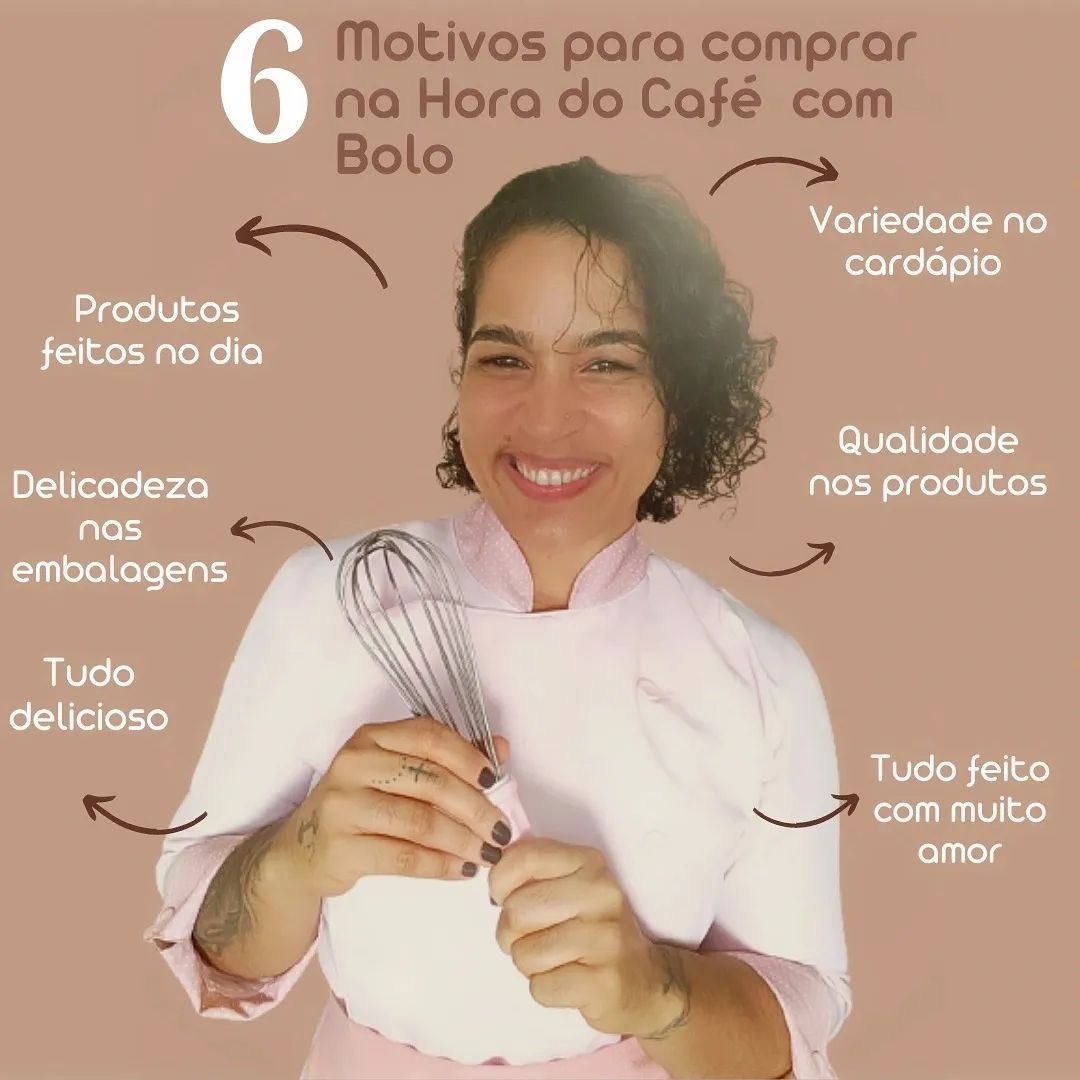 6
Motivos para comprar
na Hora do Café com
Bolo
Variedade no
cardápio
Produtos
feitos no dia
Qualidade
nos produtos
Delicadeza
nas
embalagens
Tudo
delicioso
Tudo feito
com muito
amor